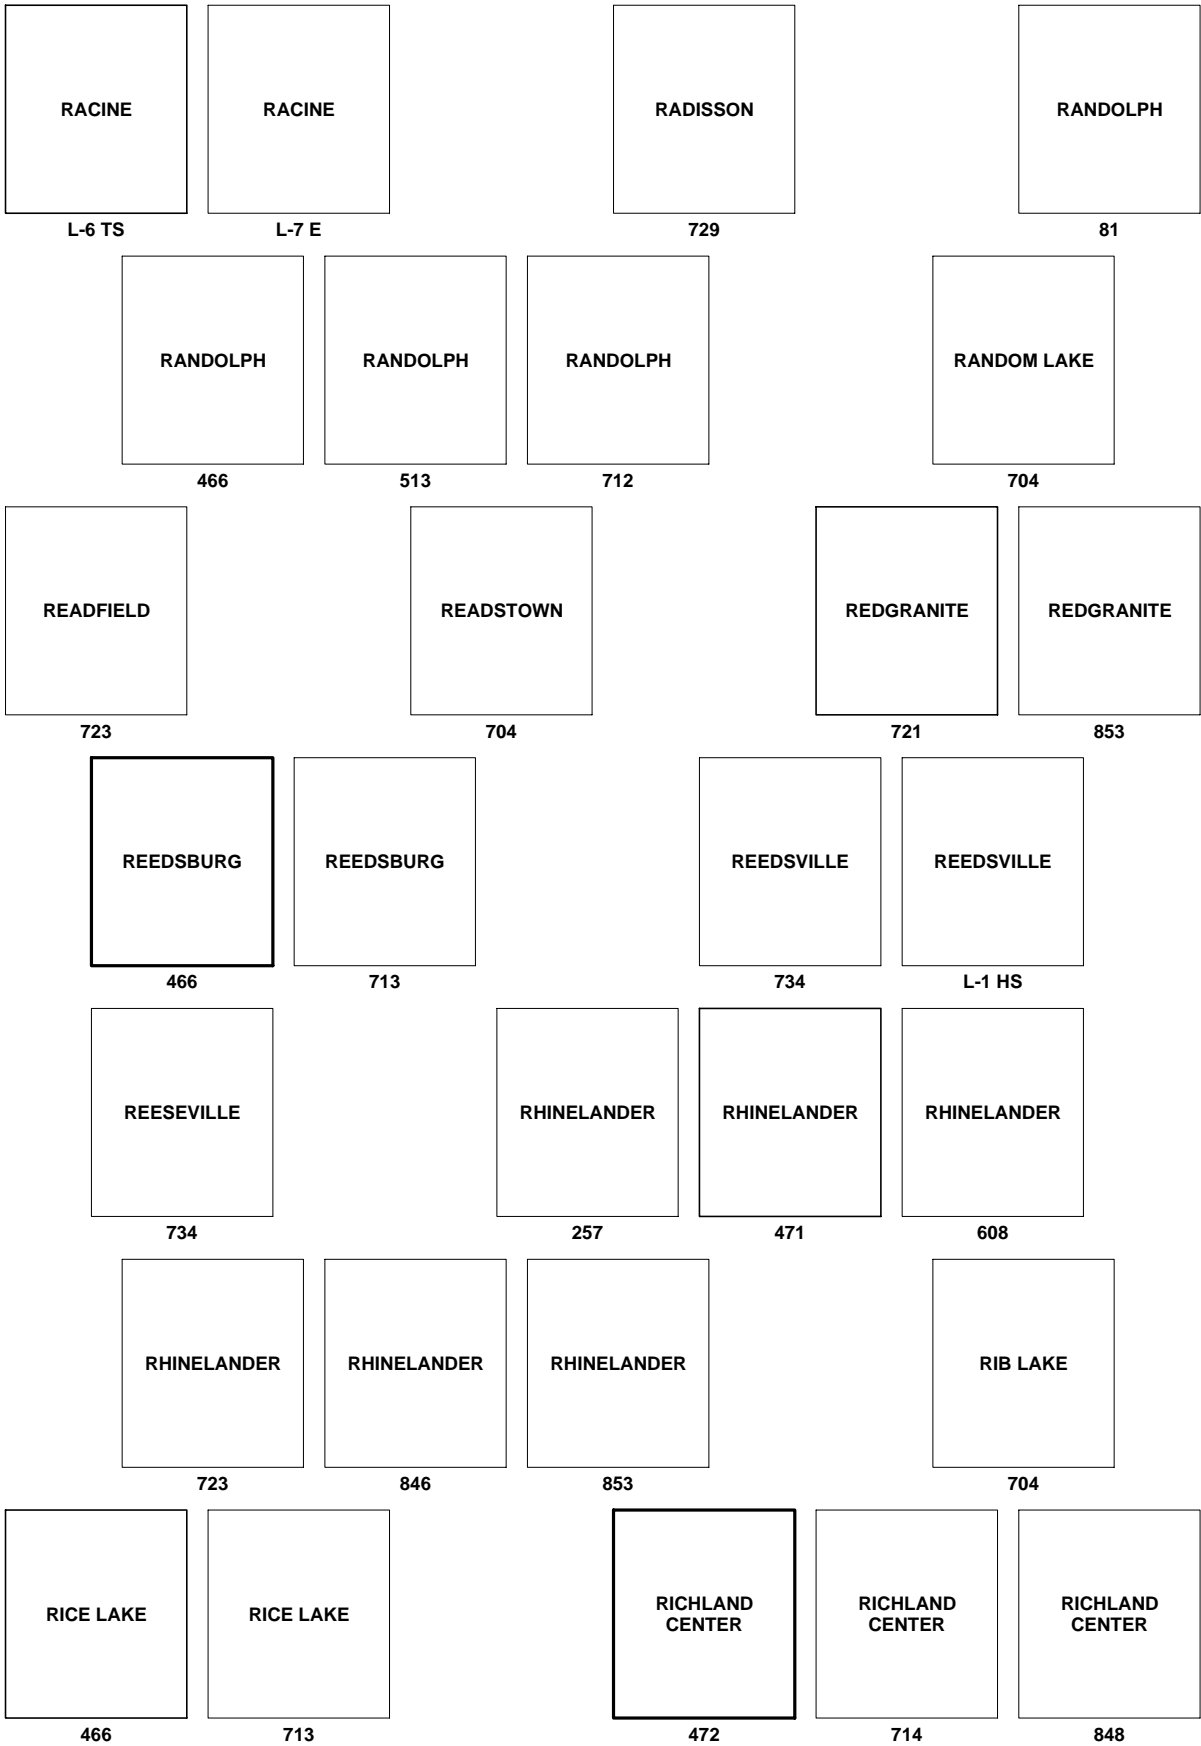 RACINE RACINE RADISSON RANDOLPH
L-6 TS L-7 E 729 81
RANDOLPH RANDOLPH RANDOLPH RANDOM LAKE
466 513 712 704
READFIELD READSTOWN REDGRANITE REDGRANITE
723 704 721 853
REEDSBURG REEDSBURG REEDSVILLE REEDSVILLE
466 713 734 L-1 HS
REESEVILLE RHINELANDER RHINELANDER RHINELANDER
734 257 471 608
RHINELANDER RHINELANDER RHINELANDER RIB LAKE
723 846 853 704
RICE LAKE RICE LAKE RICHLAND RICHLAND RICHLAND
CENTER CENTER CENTER
466 713 472 714 848